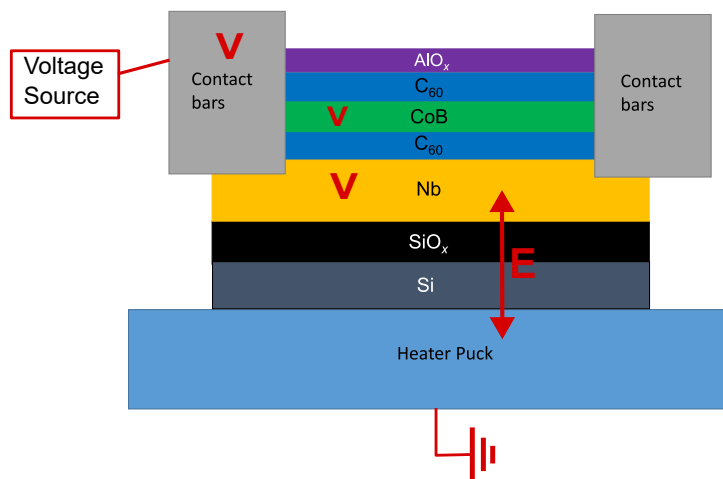 Voltage
Source
V
Contact
bars
AlOₓ
C₆₀
V
CoB
C₆₀
V
Nb
Contact
bars
SiOₓ
E
Si
Heater Puck